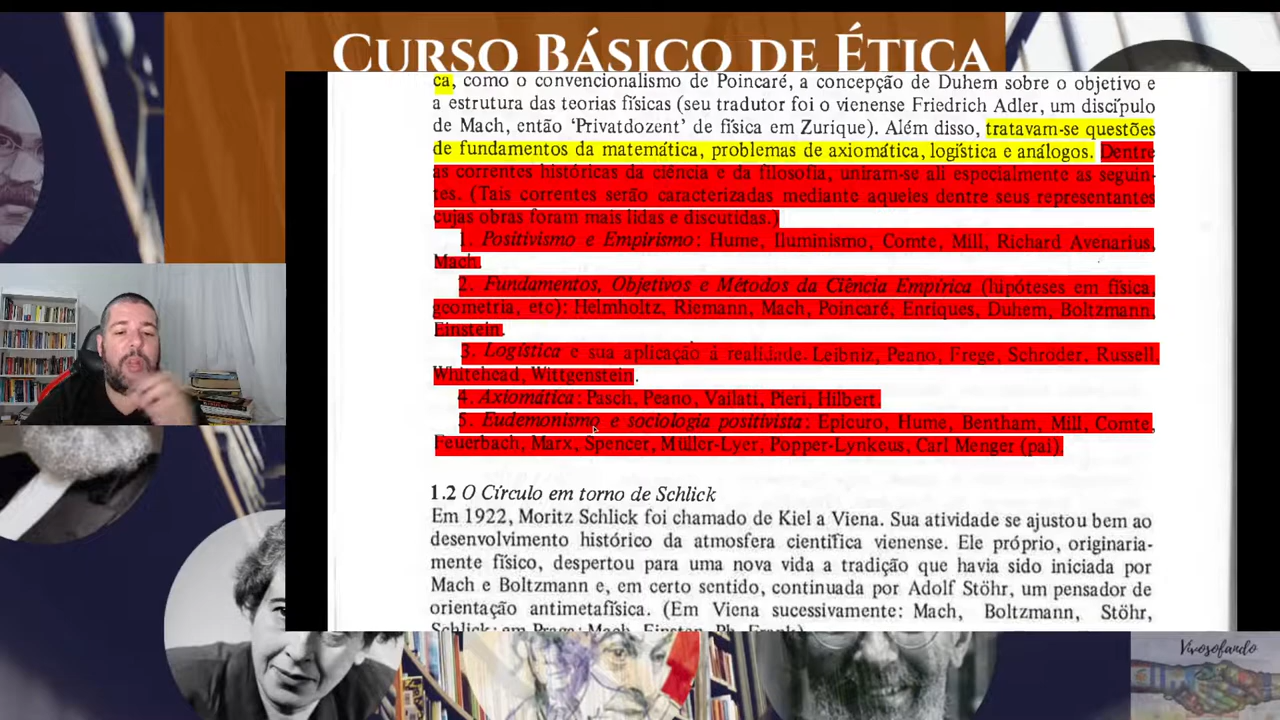 CURSO BÁSICO DE ÉTICA
ca, como o convencionalismo de Poincaré, a concepção de Duhem sobre o objetivo e
a estrutura das teorias físicas (seu tradutor foi o vienense Friedrich Adler, um discípulo
de Mach, então ‘Privatdozent’ de física em Zurique). Além disso, tratavam-se questões
de fundamentos da matemática, problemas de axiomática, logística e análogos. Dentre
as correntes históricas da ciência e da filosofia, uniram-se ali especialmente as seguin-
tes. (Tais correntes serão caracterizadas mediante aqueles dentre seus representantes
cujas obras foram mais lidas e discutidas.)
1. Positivismo e Empirismo: Hume, Iluminismo, Comte, Mill, Richard Avenarius,
Mach.
2. Fundamentos, Objetivos e Métodos da Ciência Empírica (hipóteses em física,
geometria, etc): Helmholtz, Riemann, Mach, Poincaré, Enriques, Duhem, Boltzmann,
Einstein.
3. Logística e sua aplicação à realidade. Leibniz, Peano, Frege, Schroder, Russell,
Whitehead, Wittgenstein.
4. Axiomática: Pasch, Peano, Vailati, Pieri, Hilbert
5. Eudemonismo e sociologia positivista: Epicuro, Hume, Bentham, Mill, Comte,
Feuerbach, Marx, Spencer, Müller-Lyer, Popper-Lynkeus, Carl Menger (pai).
1.2 O Círculo em torno de Schlick
Em 1922, Moritz Schlick foi chamado de Kiel a Viena. Sua atividade se ajustou bem ao
desenvolvimento histórico da atmosfera científica vienense. Ele próprio, originaria-
mente físico, despertou para uma nova vida a tradição que havia sido iniciada por
Mach e Boltzmann e, em certo sentido, continuada por Adolf Stöhr, um pensador de
orientação antimetafísica. (Em Viena sucessivamente: Mach, Boltzmann, Stöhr,
Schlick; em Praga: Mach, Einstein, Ph. Frank)
Vivosofando